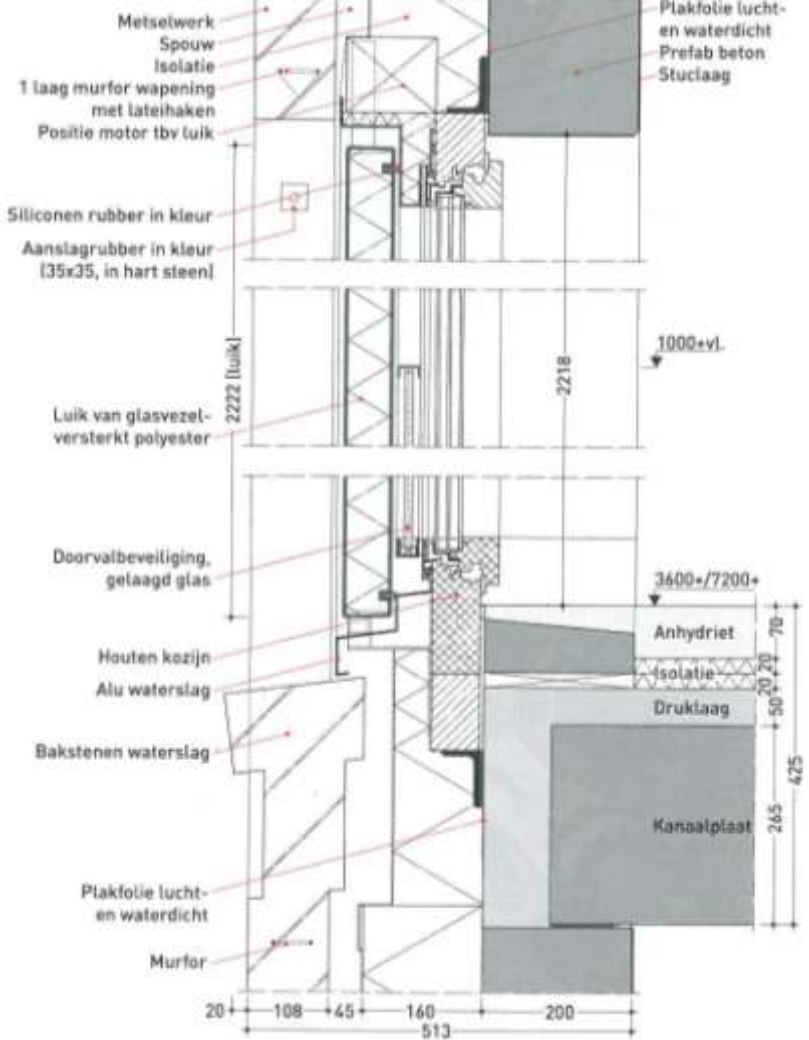 Metselwerk
Spouw
Isolatie
1 laag murfor wapening
met lateihaken
Positie motor tbv luik
Plakfolie lucht-
en waterdicht
Prefab beton
Stuclaag
Siliconen rubber in kleur
Aanslagrubber in kleur
(35x35, in hart steen)
2222 (luik)
2218
1000+vl.
Luik van glasvezel-
versterkt polyester
Doorvalbeveiliging,
gelaagd glas
3600+/7200+
Houten kozijn
Alu waterslag
Bakstenen waterslag
Anhydriet
Isolatie
Druklaag
Kanaalplaat
70
20
20
50
265
425
Plakfolie lucht-
en waterdicht
Murfor
20 108 45 160 200
513